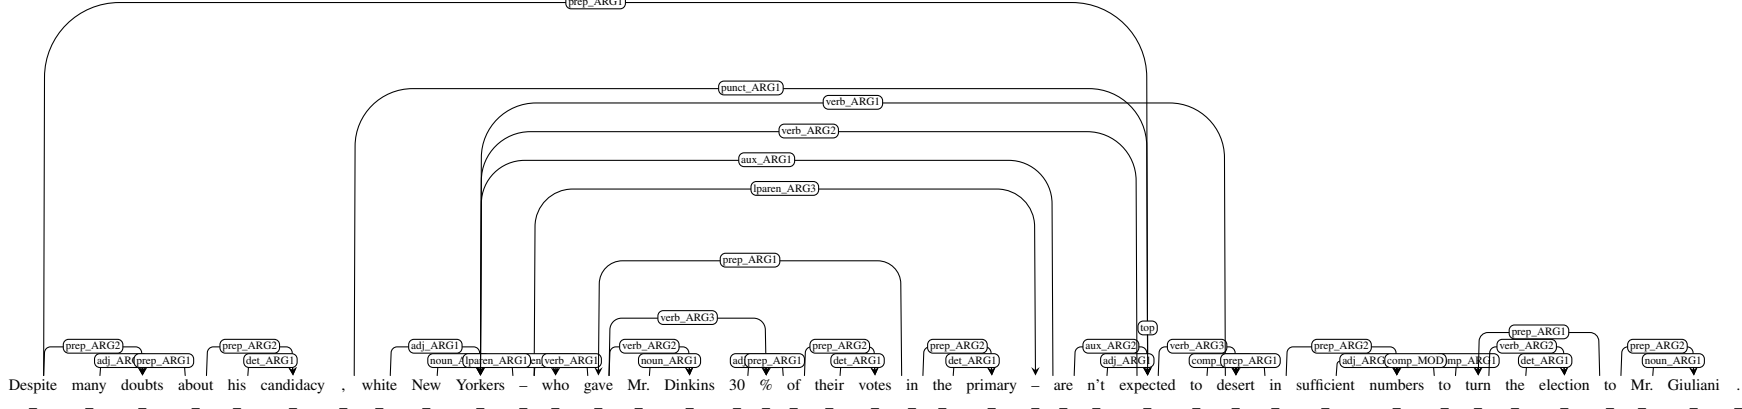 prep_ARG1
punct_ARG1
verb_ARG1
verb_ARG2
aux_ARG1
lparen_ARG3
prep_ARG1
verb_ARG3 top
prep_ARG1
prep_ARG2 prep_ARG2 adj_ARG1 verb_ARG2 prep_ARG2 prep_ARG2 aux_ARG2 verb_ARG3 prep_ARG2 verb_ARG2 prep_ARG2
prep_ARG1 det_ARG1 lparen_ARG1 verb_ARG1 noun_ARG1 prep_ARG1 det_ARG1 det_ARG1 adj_ARG1 prep_ARG1 comp_MOD det_ARG1 noun_ARG1
Despite many doubts about his candidacy , white New Yorkers – who gave Mr. Dinkins 30 % of their votes in the primary – are n't expected to desert in sufficient numbers to turn the election to Mr. Giuliani .